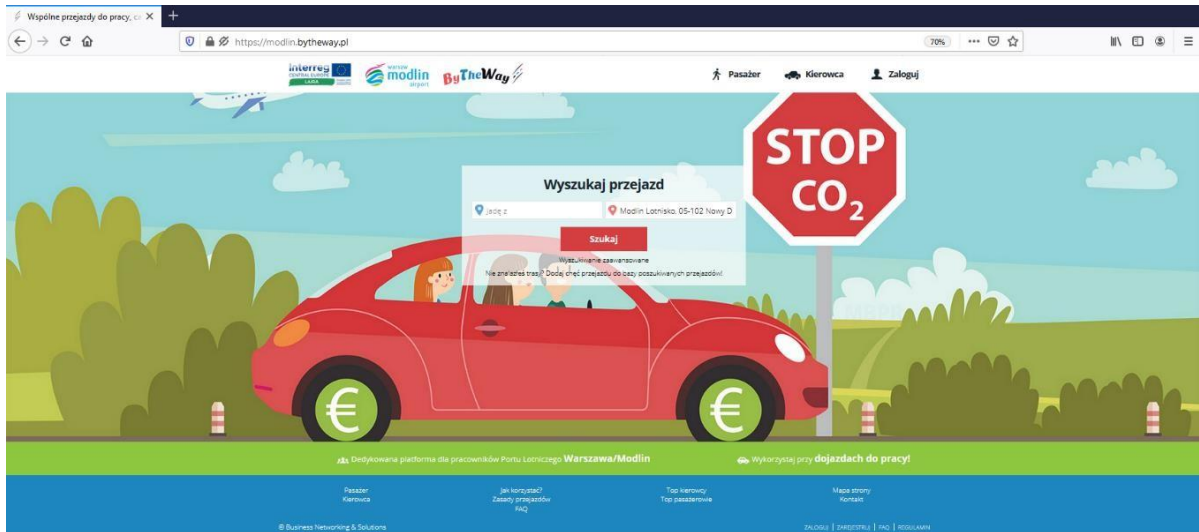 Wspólne przejazdy do pracy, c
https://modlin.bytheway.pl
70%
Interreg
CENTRAL EUROPE
warsaw
modlin
airport
ByTheWay
Pasażer
Kierowca
Zaloguj
STOP
CO₂
Wyszukaj przejazd
Jadę z
Modlin Lotnisko, 05-102 Nowy D
Szukaj
Wyszukiwanie zaawansowane
Nie znalazłeś trasy? Dodaj chęć przejazdu do bazy poszukiwanych przejazdów!
€ €
Dedykowana platforma dla pracowników Portu Lotniczego Warszawa/Modlin
Wykorzystaj przy dojazdach do pracy!
Pasażer
Kierowca
Jak korzystać?
Zasady przejazdów
FAQ
Top kierowcy
Top pasażerowie
Mapa strony
Kontakt
© Business Networking & Solutions
ZALOGUJ | ZAREJESTRUJ | FAQ | REGULAMIN